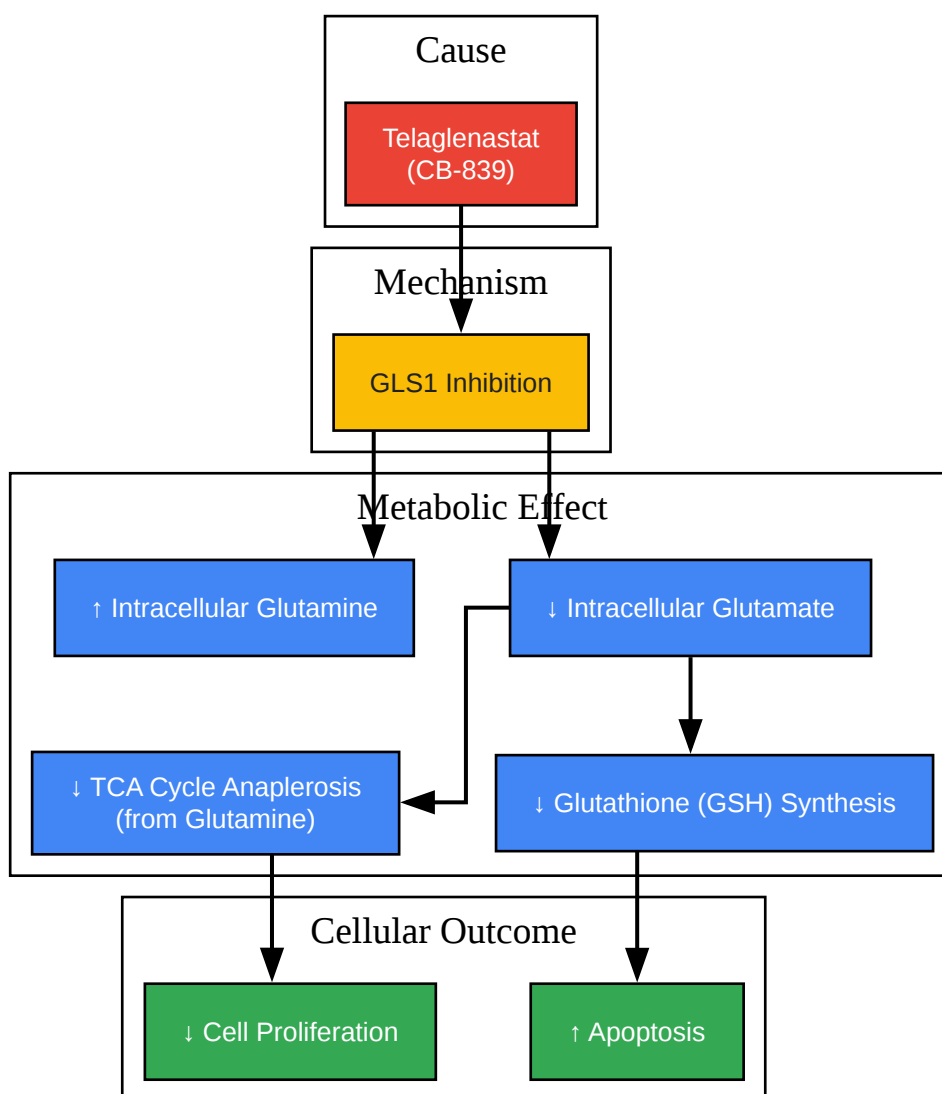 Cause
Telaglenastat
(CB-839)
Mechanism
GLS1 Inhibition
Metabolic Effect
↑ Intracellular Glutamine
↓ Intracellular Glutamate
↓ TCA Cycle Anaplerosis
(from Glutamine)
↓ Glutathione (GSH) Synthesis
Cellular Outcome
↓ Cell Proliferation
↑ Apoptosis